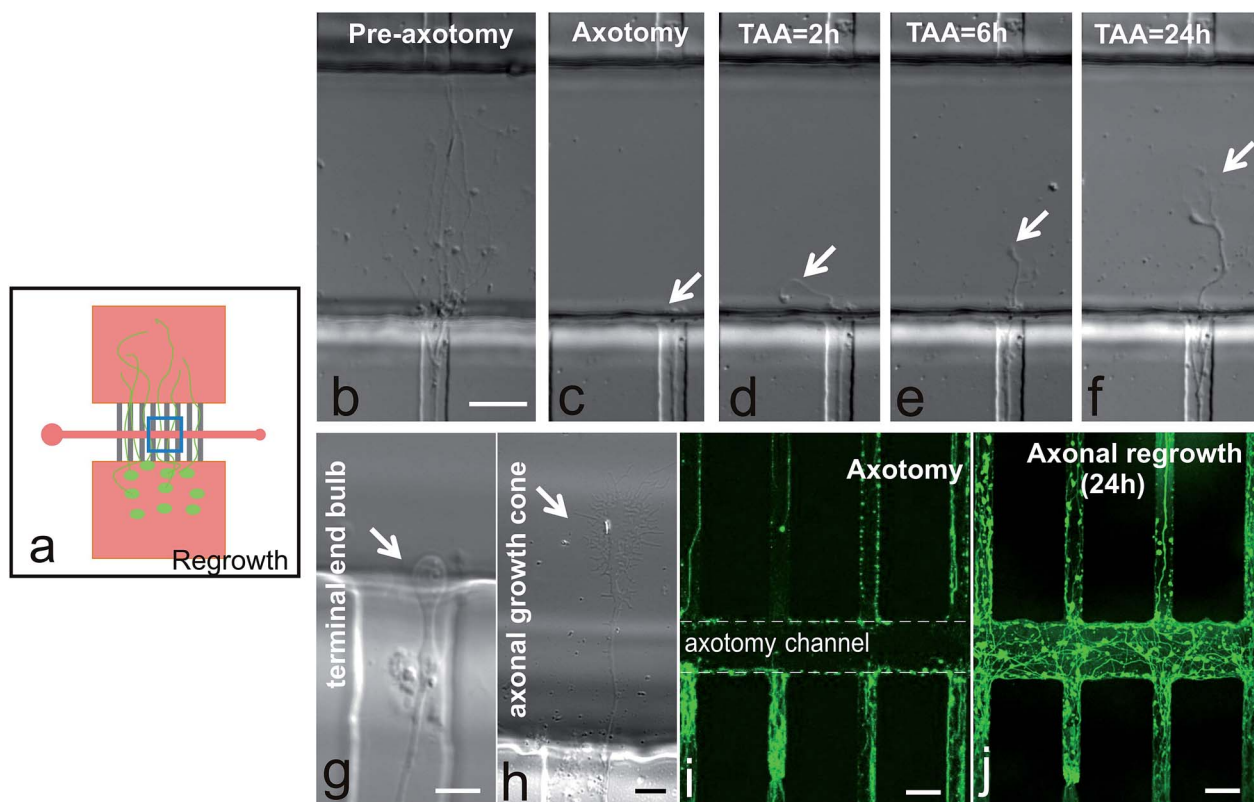 Pre-axotomy
Axotomy
TAA=2h
TAA=6h
TAA=24h
b
c
d
e
f
a
Regrowth
terminal end bulb
g
axonal growth cone
h
Axotomy
axotomy channel
i
Axonal regrowth
(24h)
j